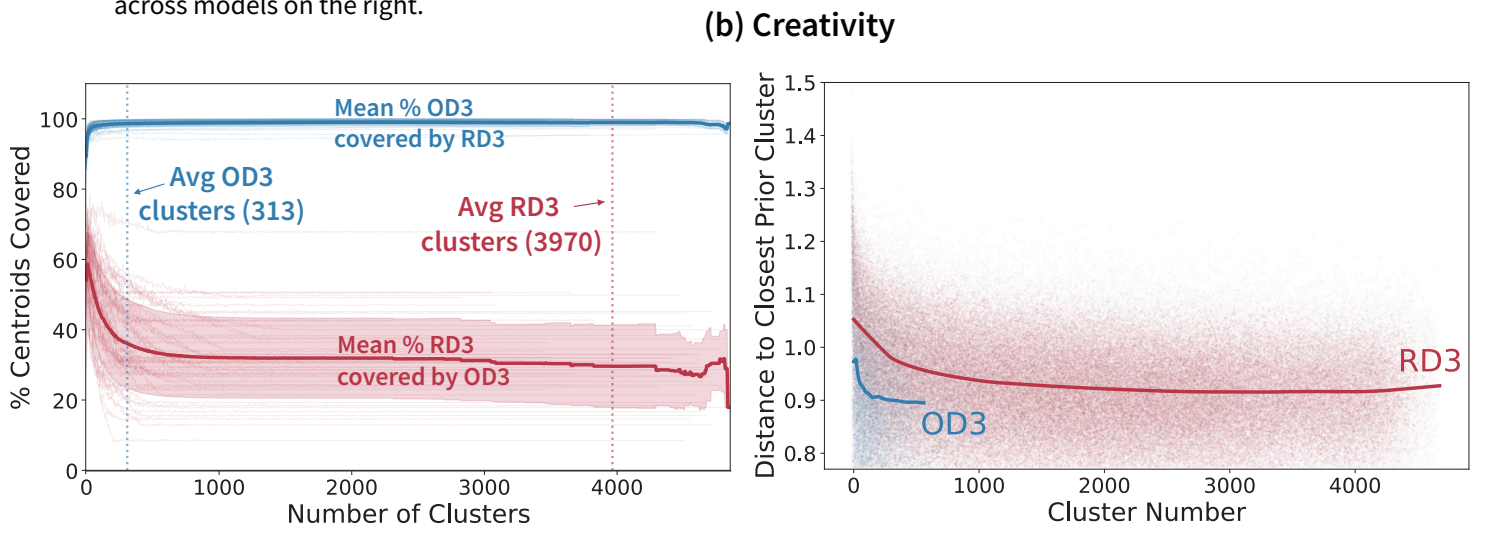 across models on the right.
(b) Creativity
% Centroids Covered
100
80
60
40
20
0
Mean % OD3
covered by RD3
Avg OD3
clusters (313)
Avg RD3
clusters (3970)
Mean % RD3
covered by OD3
0 1000 2000 3000 4000
Number of Clusters
Distance to Closest Prior Cluster
1.5
1.4
1.3
1.2
1.1
1.0
0.9
0.8
RD3
OD3
0 1000 2000 3000 4000
Cluster Number